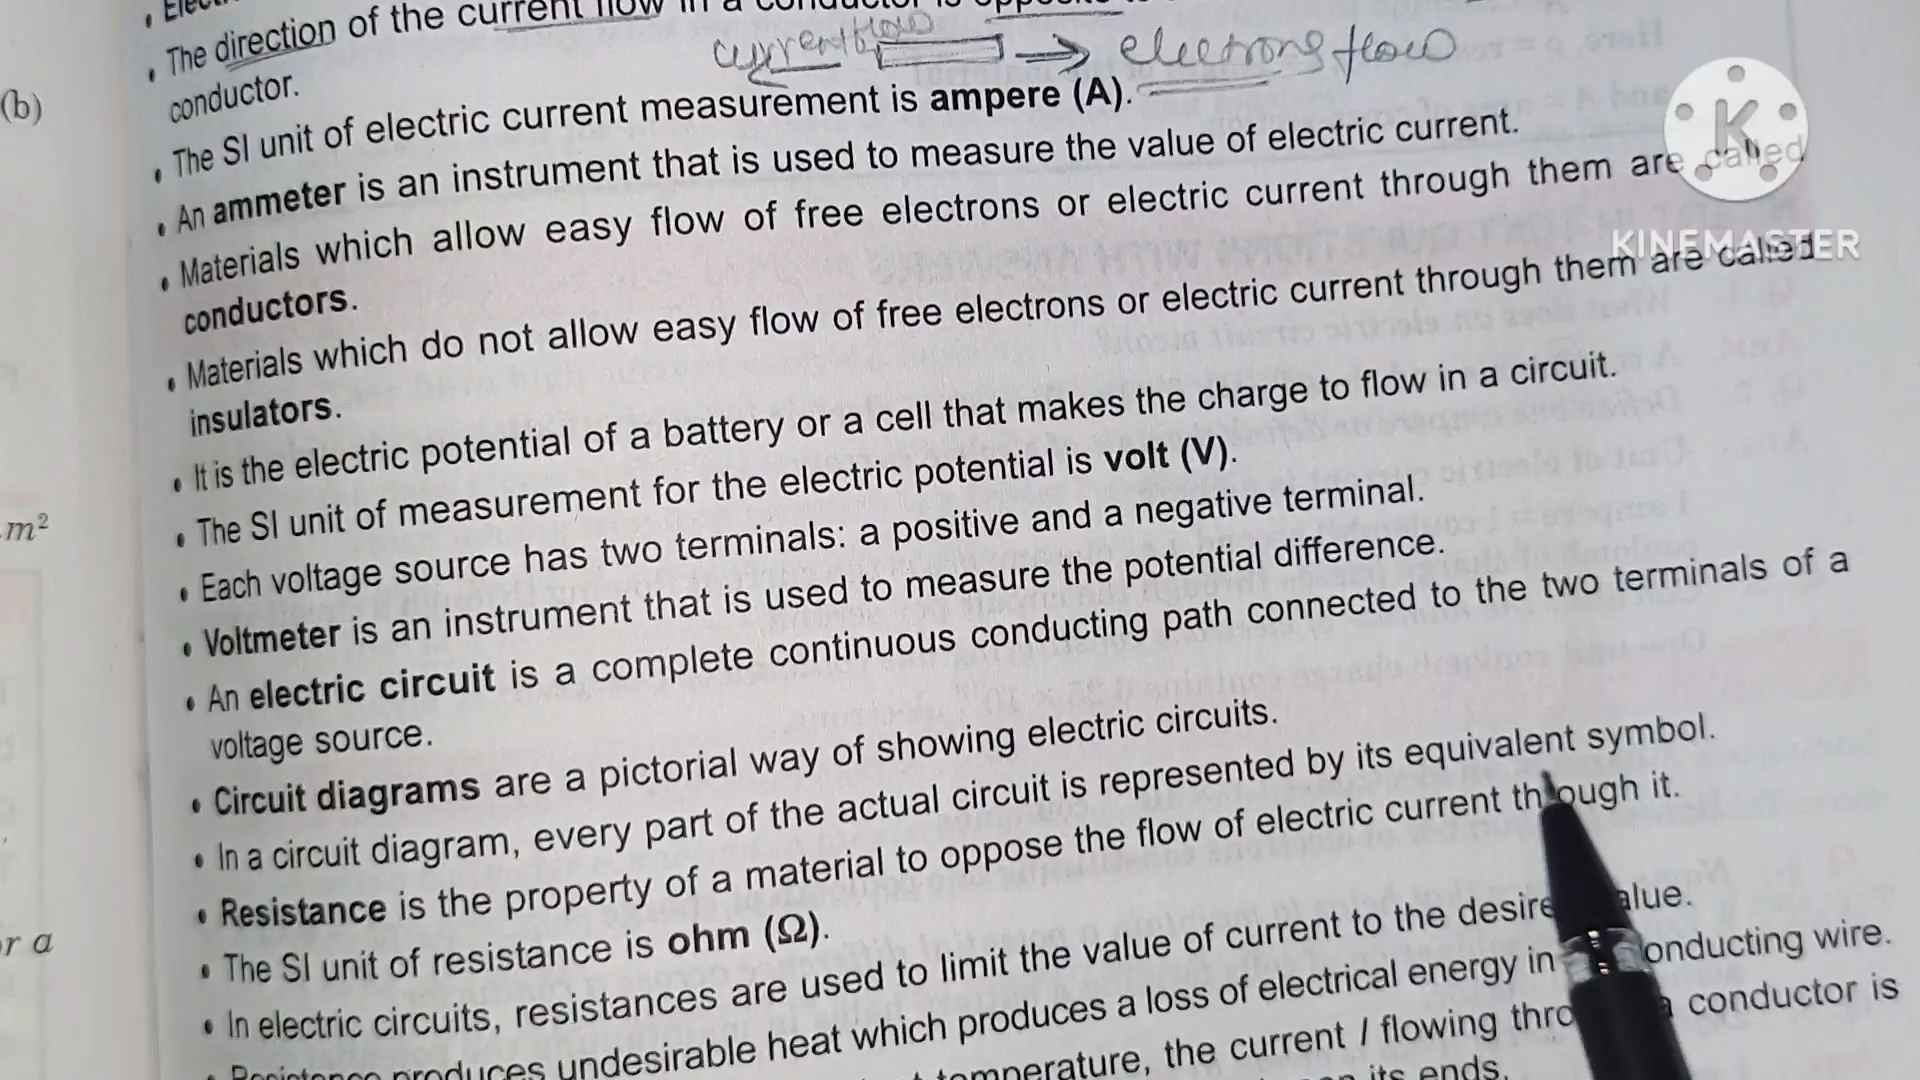 The direction of the current flow in a conductor is opposite to
conductor.
current flow → electrons flow
(b)
The SI unit of electric current measurement is ampere (A).
An ammeter is an instrument that is used to measure the value of electric current.
Materials which allow easy flow of free electrons or electric current through them are called
conductors.
K
KINEMASTER
Materials which do not allow easy flow of free electrons or electric current through them are called
insulators.
It is the electric potential of a battery or a cell that makes the charge to flow in a circuit.
The SI unit of measurement for the electric potential is volt (V).
m²
Each voltage source has two terminals: a positive and a negative terminal.
Voltmeter is an instrument that is used to measure the potential difference.
An electric circuit is a complete continuous conducting path connected to the two terminals of a
voltage source.
Circuit diagrams are a pictorial way of showing electric circuits.
In a circuit diagram, every part of the actual circuit is represented by its equivalent symbol.
Resistance is the property of a material to oppose the flow of electric current through it.
r a
The SI unit of resistance is ohm (Ω).
In electric circuits, resistances are used to limit the value of current to the desire alue.
produces undesirable heat which produces a loss of electrical energy in onducting wire.
temperature, the current I flowing thro a conductor is
its ends.